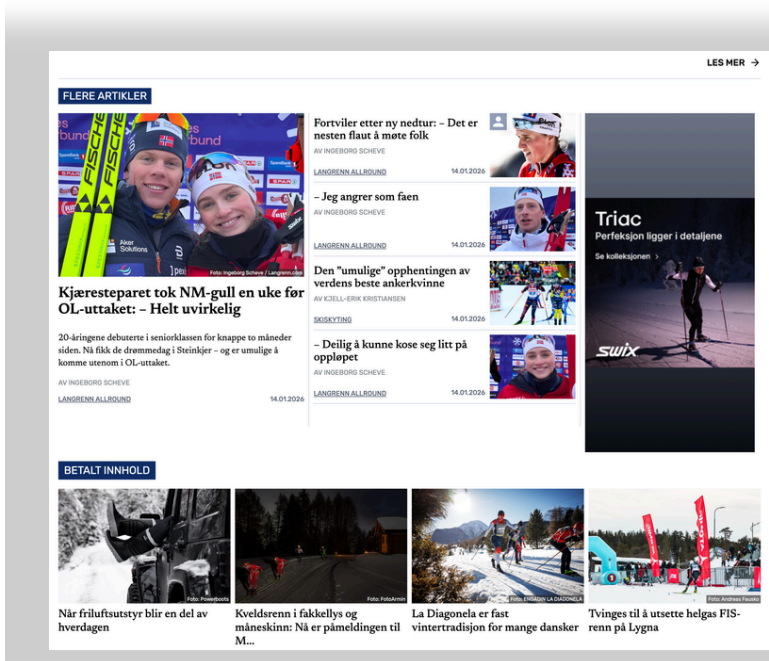 LES MER →
FLERE ARTIKLER
FISCHER
FISCHER
Aker
Solutions
swix
Foto: Ingeborg Scheve / Langrenn.com
Kjæresteparet tok NM-gull en uke før
OL-uttaket: – Helt uvirkelig
20-åringene debuterte i seniorklassen for knappe to måneder
siden. Nå fikk de drømmedag i Steinkjer – og er umulige å
komme utenom i OL-uttaket.
AV INGEBORG SCHEVE
LANGRENN ALLROUND 14.01.2026
Fortviler etter ny nedtur: – Det er
nesten flaut å møte folk
AV INGEBORG SCHEVE
LANGRENN ALLROUND 14.01.2026
– Jeg angrer som faen
AV INGEBORG SCHEVE
LANGRENN ALLROUND 14.01.2026
Den "umulige" opphentingen av
verdens beste ankerkvinne
AV KJELL-ERIK KRISTIANSEN
SKISKYTING 14.01.2026
– Deilig å kunne kose seg litt på
oppløpet
AV INGEBORG SCHEVE
LANGRENN ALLROUND 14.01.2026
Triac
Perfeksjon ligger i detaljene
Se kolleksjonen ›
swix
BETALT INNHOLD
Foto: Powerboots
Når friluftsutstyr blir en del av
hverdagen
Foto: FotoArmin
Kveldsrenn i fakkellys og
måneskinn: Nå er påmeldingen til
M...
Foto: ENGADIN LA DIAGONELA
La Diagonela er fast
vintertradisjon for mange dansker
Foto: Andreas Fausko
Tvinges til å utsette helgas FIS-
renn på Lygna